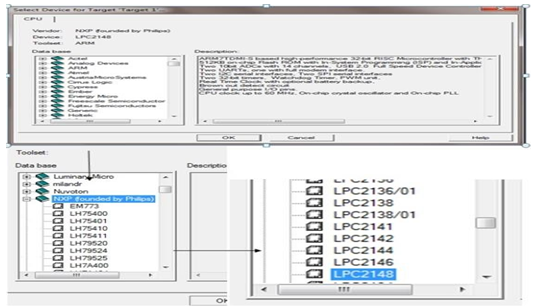 Select Device for Target 'Target 1'
CPU
Vendor: NXP (founded by Philips)
Device: LPC2148
Toolset: ARM
Data base
Description:
Actel
Analog Devices
ARM
Atmel
AustriaMicroSystems
Cirrus Logic
Cypress
Ember
Energy Micro
Freescale Semiconductor
Fujitsu Semiconductors
Generic
Holtek
ARM7TDMI-S based high-performance 32-bit RISC Microcontroller with Th
512KB on-chip Flash ROM with In-System Programming (ISP) and In-Applic
Two 10bit ADCs with 14 channels, USB 2.0 Full Speed Device Controller
Two UARTs, one with full modem interface.
Two I2C serial interfaces, Two SPI serial interfaces
Two 32-bit timers, Watchdog Timer, PWM unit,
Real Time Clock with optional battery backup,
Brown out detect circuit
General purpose I/O pins.
CPU clock up to 60 MHz, On-chip crystal oscillator and On-chip PLL
OK
Cancel
Help
Toolset:
Data base
Descriptio
Luminary Micro
milandr
Nuvoton
NXP (founded by Philips)
EM773
LH75400
LH75401
LH75410
LH75411
LH79520
LH79524
LH79525
LH7A400
LPC2136/01
LPC2138
LPC2138/01
LPC2141
LPC2142
LPC2144
LPC2146
LPC2148